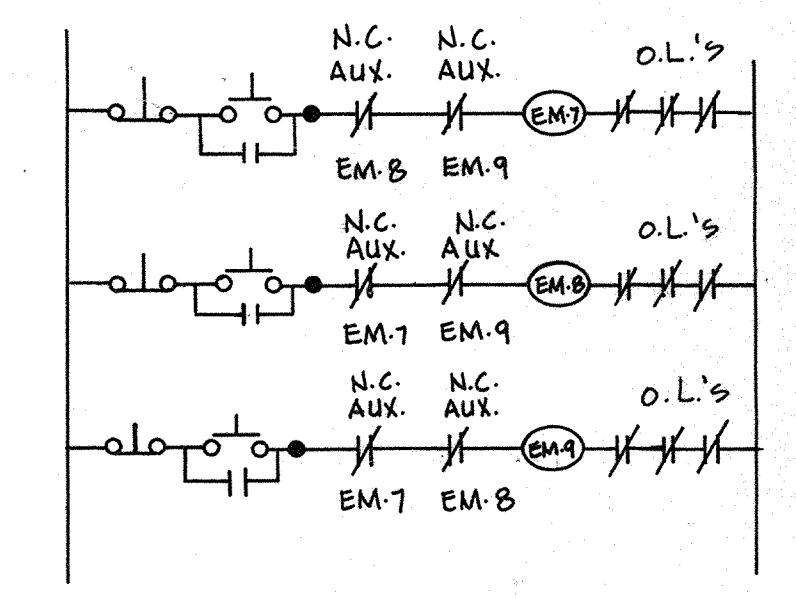 N.C. N.C. O.L.'s
AUX. AUX.
EM.7
EM.8 EM.9
N.C. N.C. O.L.'s
AUX. AUX
EM.8
EM.7 EM.9
N.C. N.C. O.L.'s
AUX. AUX.
EM.9
EM.7 EM.8